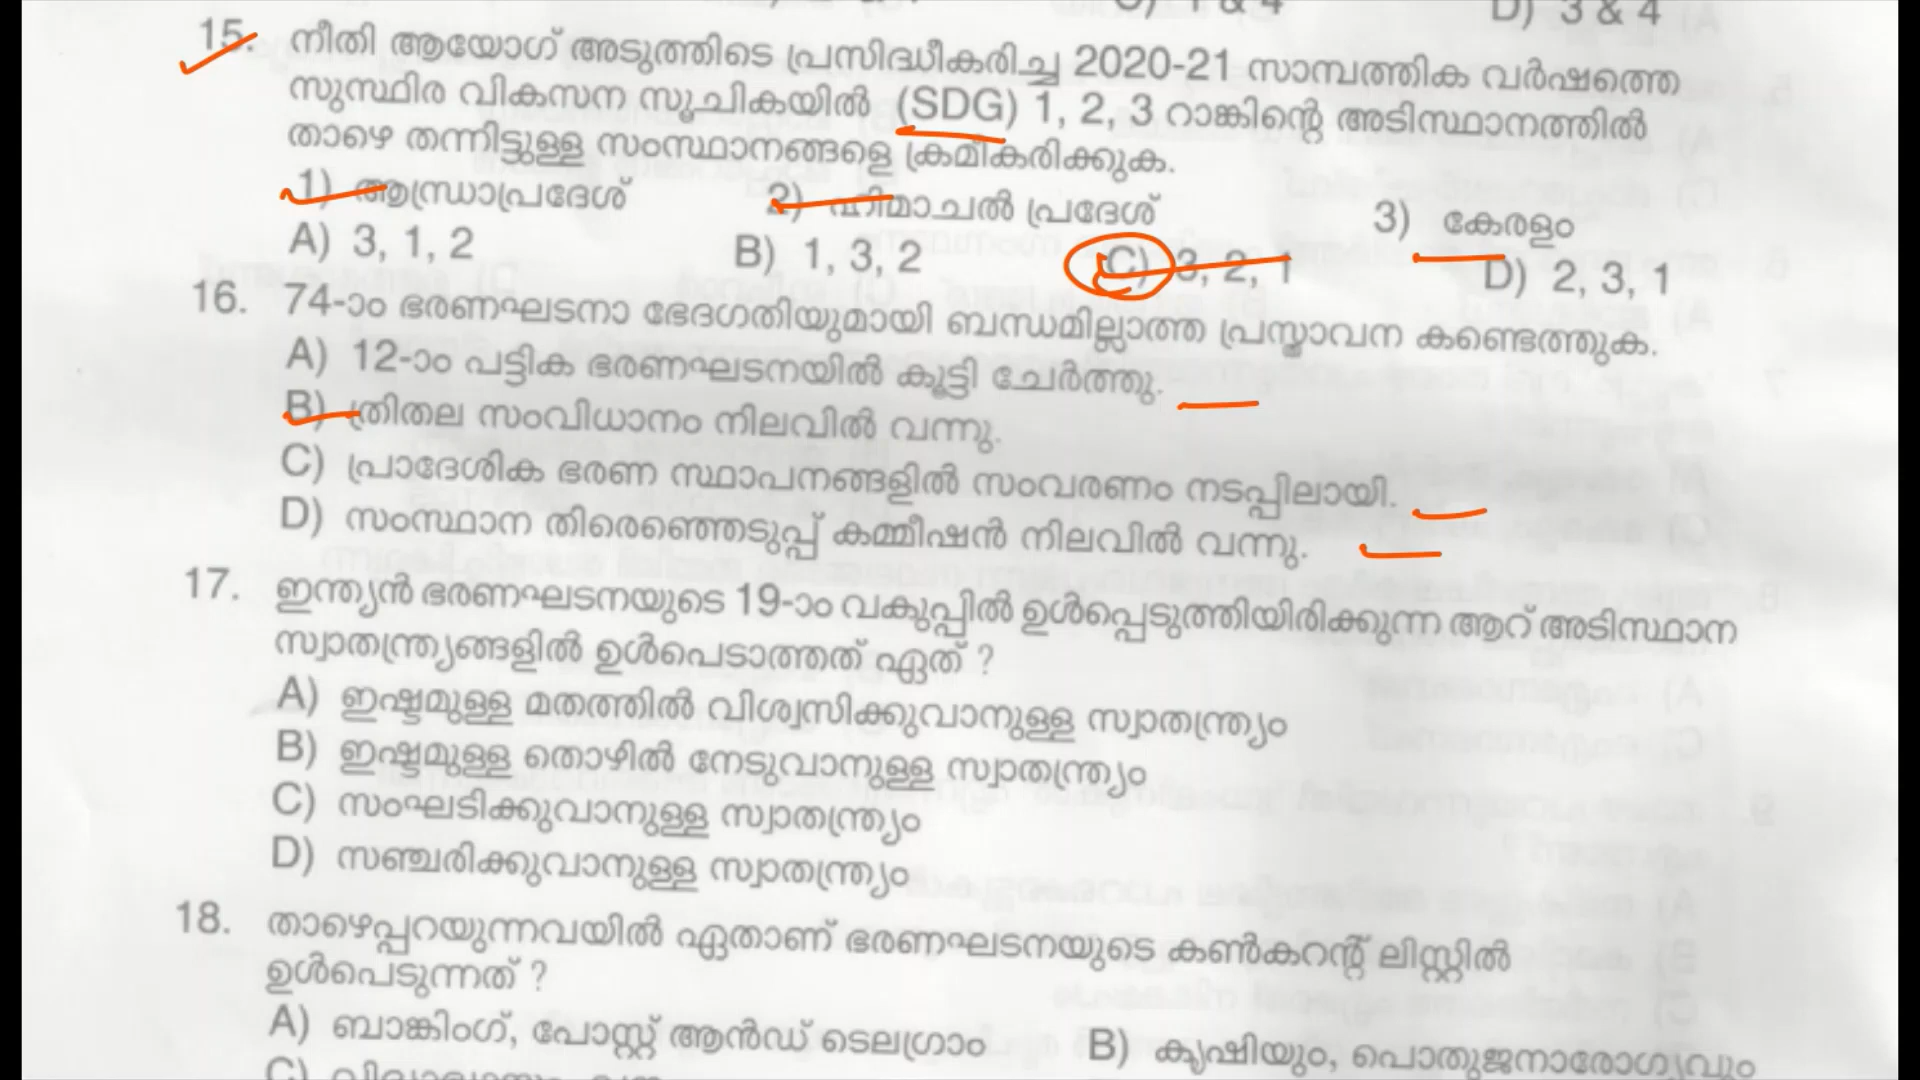 D) 3 & 4
15. നീതി ആയോഗ് അടുത്തിടെ പ്രസിദ്ധീകരിച്ച 2020-21 സാമ്പത്തിക വർഷത്തെ
സുസ്ഥിര വികസന സൂചികയിൽ (SDG) 1, 2, 3 റാങ്കിന്റെ അടിസ്ഥാനത്തിൽ
താഴെ തന്നിട്ടുള്ള സംസ്ഥാനങ്ങളെ ക്രമീകരിക്കുക.
1) ആന്ധ്രാപ്രദേശ് 2) ഹിമാചൽ പ്രദേശ് 3) കേരളം
A) 3, 1, 2 B) 1, 3, 2 C) 3, 2, 1 D) 2, 3, 1
16. 74-ാം ഭരണഘടനാ ഭേദഗതിയുമായി ബന്ധമില്ലാത്ത പ്രസ്താവന കണ്ടെത്തുക.
A) 12-ാം പട്ടിക ഭരണഘടനയിൽ കൂട്ടി ചേർത്തു.
B) ത്രിതല സംവിധാനം നിലവിൽ വന്നു.
C) പ്രാദേശിക ഭരണ സ്ഥാപനങ്ങളിൽ സംവരണം നടപ്പിലായി.
D) സംസ്ഥാന തിരെഞ്ഞെടുപ്പ് കമ്മീഷൻ നിലവിൽ വന്നു.
17. ഇന്ത്യൻ ഭരണഘടനയുടെ 19-ാം വകുപ്പിൽ ഉൾപ്പെടുത്തിയിരിക്കുന്ന ആറ് അടിസ്ഥാന
സ്വാതന്ത്ര്യങ്ങളിൽ ഉൾപെടാത്തത് ഏത് ?
A) ഇഷ്ടമുള്ള മതത്തിൽ വിശ്വസിക്കുവാനുള്ള സ്വാതന്ത്ര്യം
B) ഇഷ്ടമുള്ള തൊഴിൽ നേടുവാനുള്ള സ്വാതന്ത്ര്യം
C) സംഘടിക്കുവാനുള്ള സ്വാതന്ത്ര്യം
D) സഞ്ചരിക്കുവാനുള്ള സ്വാതന്ത്ര്യം
18. താഴെപ്പറയുന്നവയിൽ ഏതാണ് ഭരണഘടനയുടെ കൺകറന്റ് ലിസ്റ്റിൽ
ഉൾപെടുന്നത് ?
A) ബാങ്കിംഗ്, പോസ്റ്റ് ആൻഡ് ടെലഗ്രാം B) കൃഷിയും, പൊതുജനാരോഗ്യവും